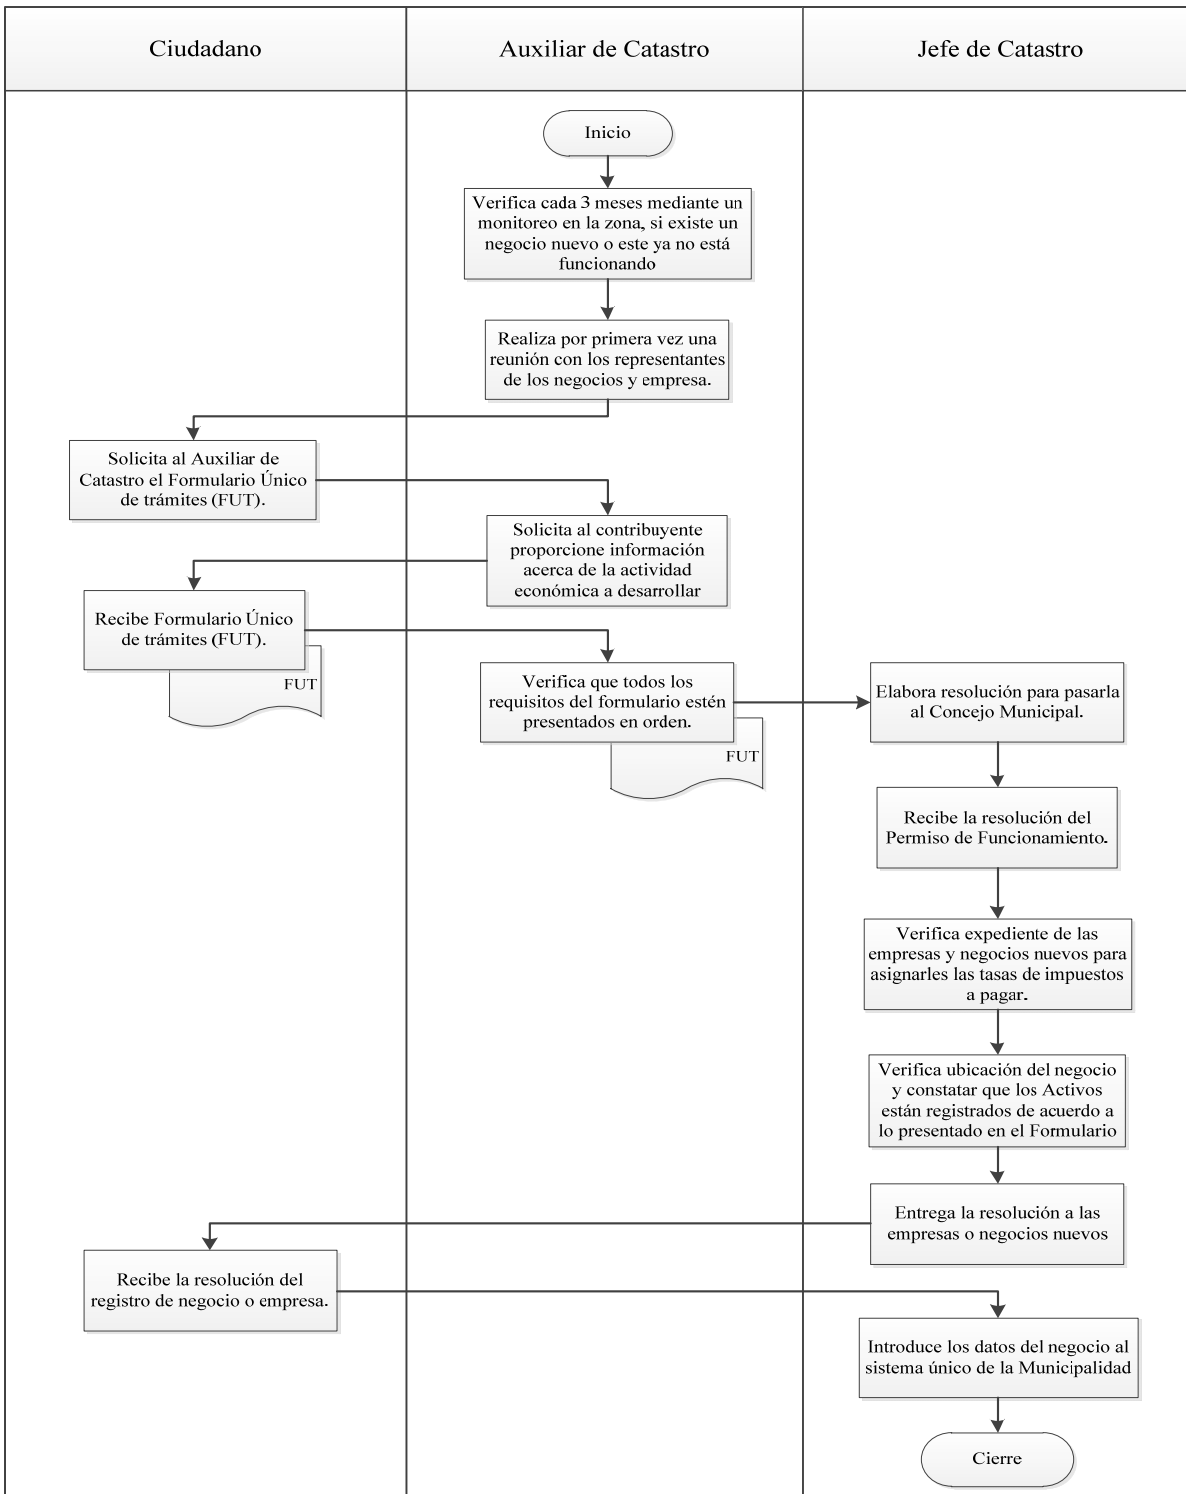 Ciudadano
Auxiliar de Catastro
Jefe de Catastro
Inicio
Verifica cada 3 meses mediante un
monitoreo en la zona, si existe un
negocio nuevo o este ya no está
funcionando
Realiza por primera vez una
reunión con los representantes
de los negocios y empresa.
Solicita al Auxiliar de
Catastro el Formulario Único
de trámites (FUT).
Solicita al contribuyente
proporcione información
acerca de la actividad
económica a desarrollar
Recibe Formulario Único
de trámites (FUT).
FUT
Verifica que todos los
requisitos del formulario estén
presentados en orden.
FUT
Elabora resolución para pasarla
al Concejo Municipal.
Recibe la resolución del
Permiso de Funcionamiento.
Verifica expediente de las
empresas y negocios nuevos para
asignarles las tasas de impuestos
a pagar.
Verifica ubicación del negocio
y constatar que los Activos
están registrados de acuerdo a
lo presentado en el Formulario
Entrega la resolución a las
empresas o negocios nuevos
Recibe la resolución del
registro de negocio o empresa.
Introduce los datos del negocio al
sistema único de la Municipalidad
Cierre